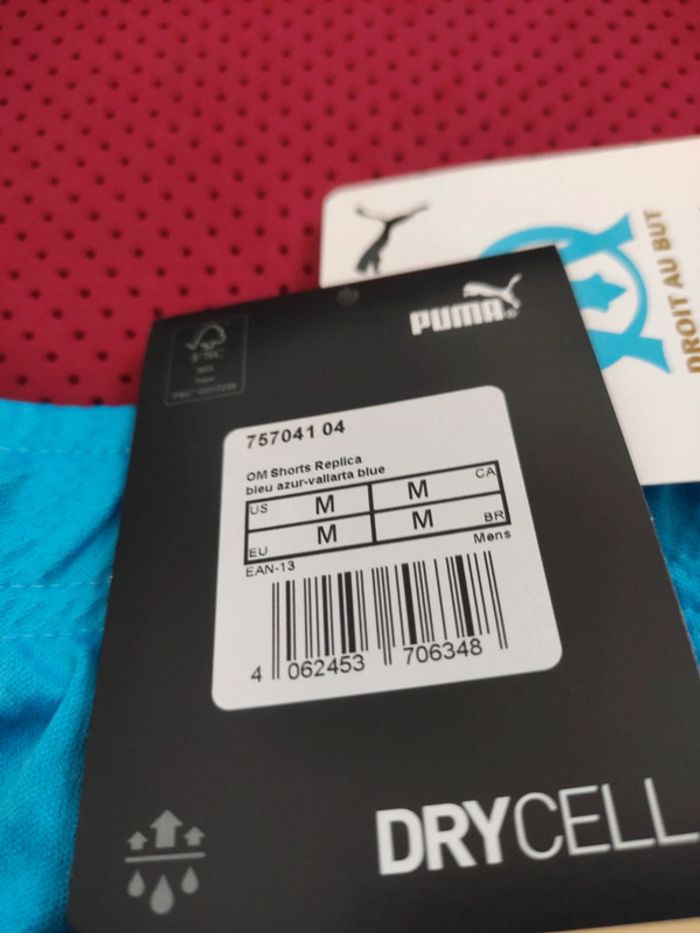 DROIT AU BUT
PUMA
FSC
757041 04
OM Shorts Replica
bleu azur-vallarta blue
US M M CA
EU M M BR
EAN-13 Mens
4 062453 706348
DRYCELL